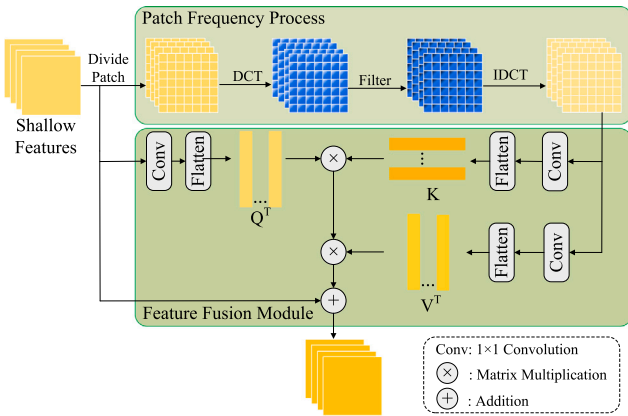 Patch Frequency Process
Divide
Patch
DCT
Filter
IDCT
Shallow
Features
Conv
Flatten
...
Q^T
×
...
K
Flatten
Conv
×
...
V^T
Flatten
Conv
+
Feature Fusion Module
Conv: 1×1 Convolution
× : Matrix Multiplication
+ : Addition